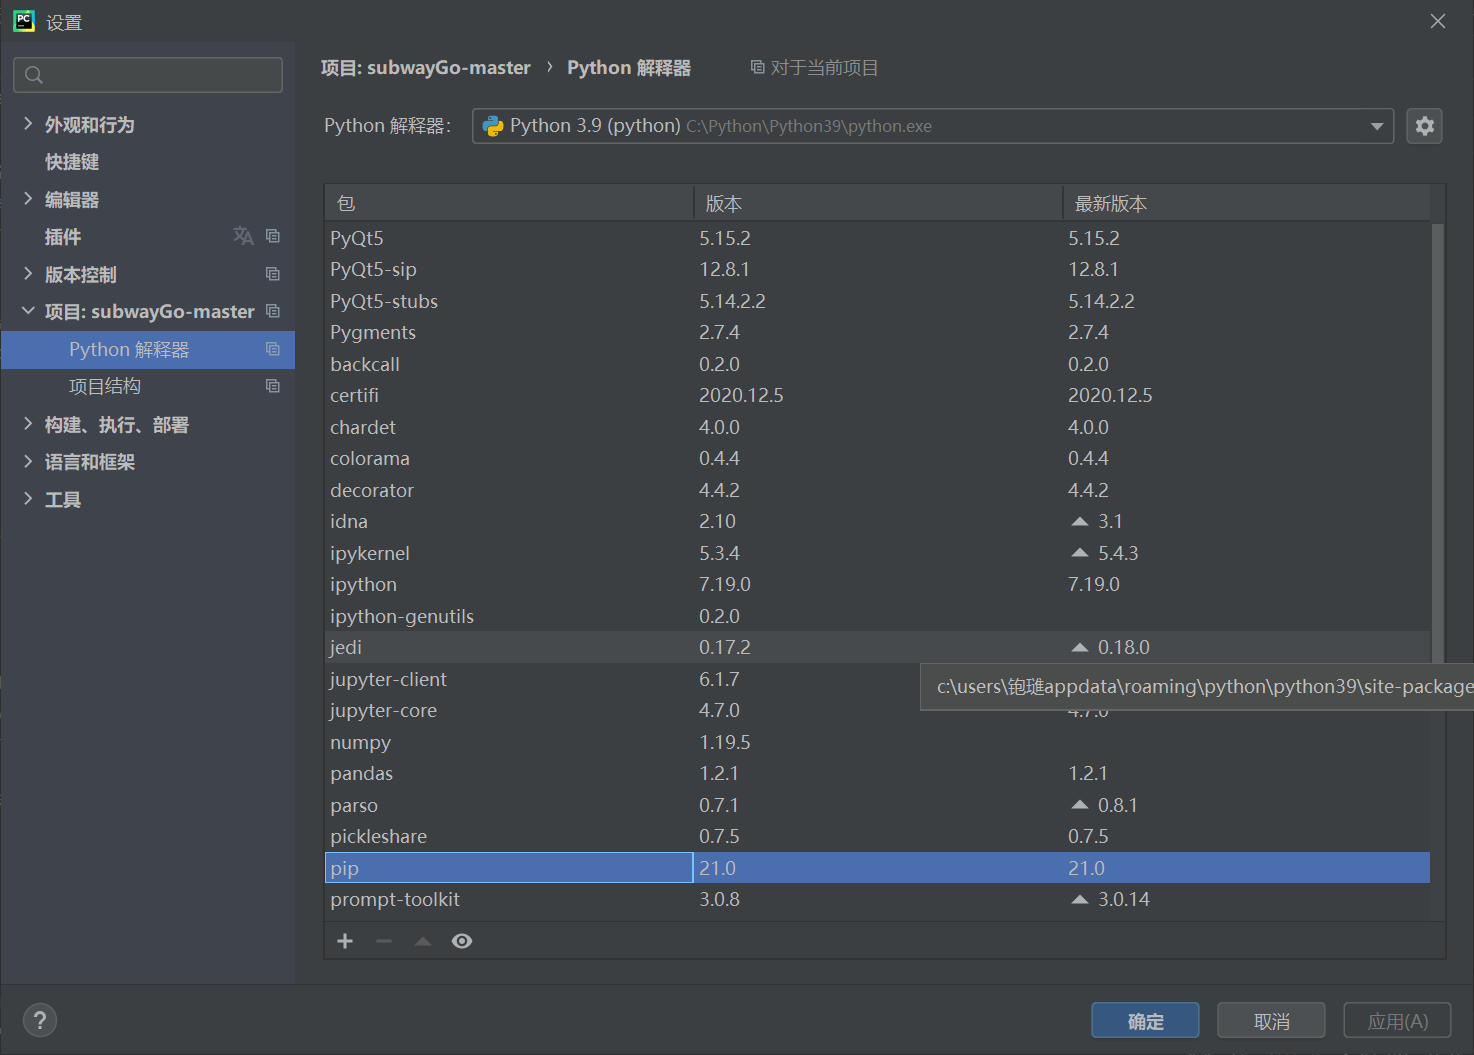 设置
外观和行为
快捷键
编辑器
插件
版本控制
项目: subwayGo-master
Python 解释器
项目结构
构建、执行、部署
语言和框架
工具
项目: subwayGo-master › Python 解释器 对于当前项目
Python 解释器: Python 3.9 (python) C:\Python\Python39\python.exe
包 版本 最新版本
PyQt5 5.15.2 5.15.2
PyQt5-sip 12.8.1 12.8.1
PyQt5-stubs 5.14.2.2 5.14.2.2
Pygments 2.7.4 2.7.4
backcall 0.2.0 0.2.0
certifi 2020.12.5 2020.12.5
chardet 4.0.0 4.0.0
colorama 0.4.4 0.4.4
decorator 4.4.2 4.4.2
idna 2.10 3.1
ipykernel 5.3.4 5.4.3
ipython 7.19.0 7.19.0
ipython-genutils 0.2.0
jedi 0.17.2 0.18.0
jupyter-client 6.1.7
c:\users\铇琟appdata\roaming\python\python39\site-package
jupyter-core 4.7.0 4.7.0
numpy 1.19.5
pandas 1.2.1 1.2.1
parso 0.7.1 0.8.1
pickleshare 0.7.5 0.7.5
pip 21.0 21.0
prompt-toolkit 3.0.8 3.0.14
确定 取消 应用(A)